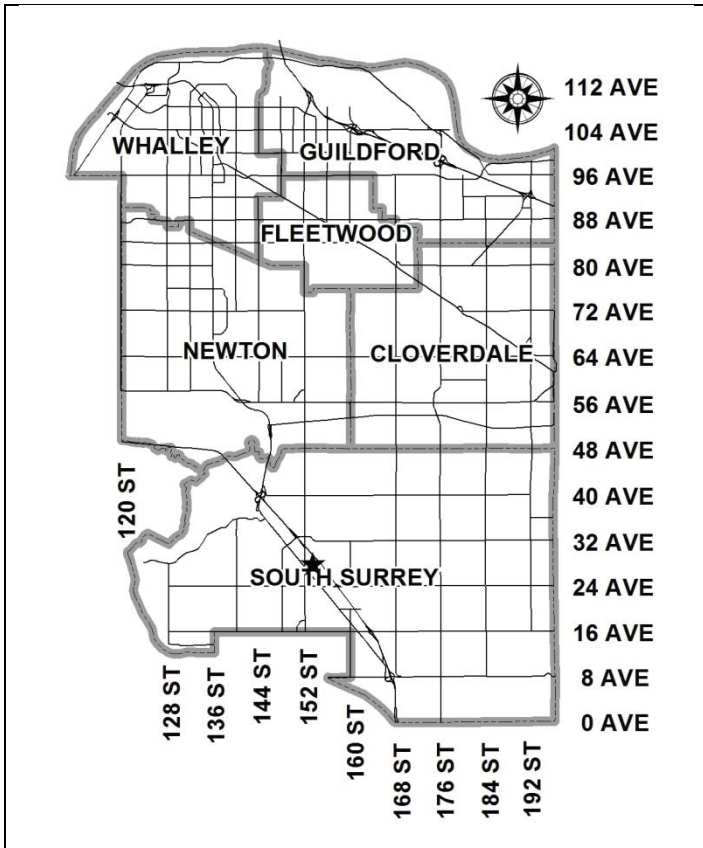 112 AVE
104 AVE
WHALLEY
GUILDFORD
96 AVE
88 AVE
FLEETWOOD
80 AVE
72 AVE
NEWTON
CLOVERDALE
64 AVE
56 AVE
48 AVE
120 ST
40 AVE
32 AVE
SOUTH SURREY
24 AVE
16 AVE
128 ST
136 ST
144 ST
152 ST
160 ST
8 AVE
0 AVE
168 ST
176 ST
184 ST
192 ST